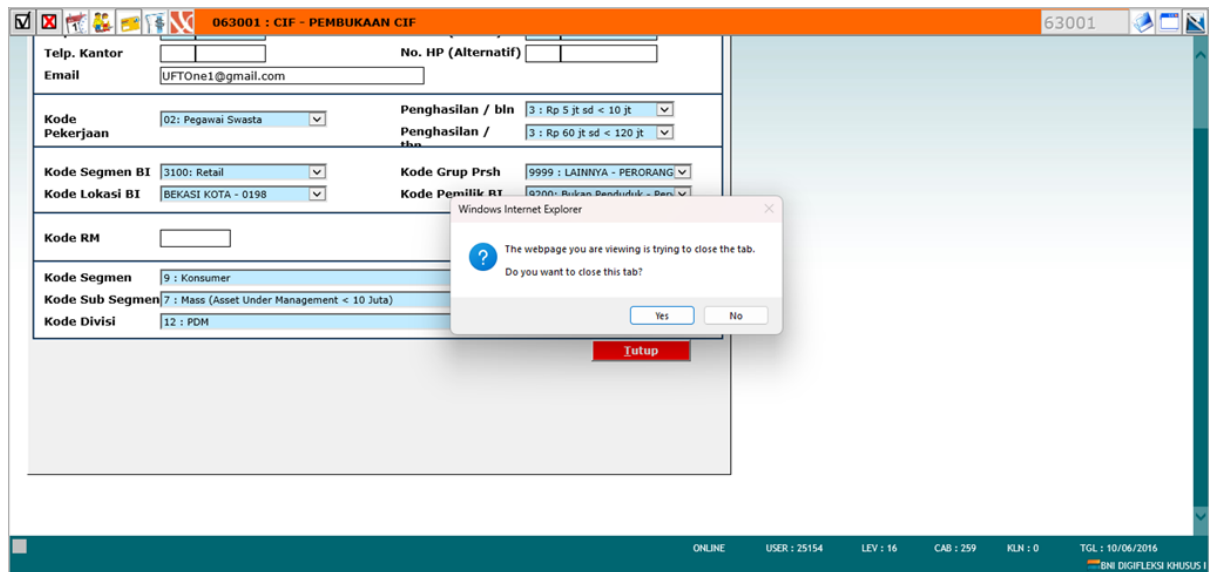 063001 : CIF - PEMBUKAAN CIF
63001
Telp. Kantor
No. HP (Alternatif)
Email
UFTOne1@gmail.com
Kode Pekerjaan
02: Pegawai Swasta
Penghasilan / bln
3 : Rp 5 jt sd < 10 jt
Penghasilan / thn
3 : Rp 60 jt sd < 120 jt
Kode Segmen BI
3100: Retail
Kode Grup Prsh
9999 : LAINNYA - PERORANG
Kode Lokasi BI
BEKASI KOTA - 0198
Kode Pemilik BI
9200: Bukan Penduduk - Per
Windows Internet Explorer
The webpage you are viewing is trying to close the tab.
Do you want to close this tab?
Yes
No
Kode RM
Kode Segmen
9 : Konsumer
Kode Sub Segmen
7 : Mass (Asset Under Management < 10 Juta)
Kode Divisi
12 : PDM
Tutup
ONLINE
USER : 25154
LEV : 16
CAB : 259
KLN : 0
TGL : 10/06/2016
BNI DIGIFLEKSI KHUSUS I